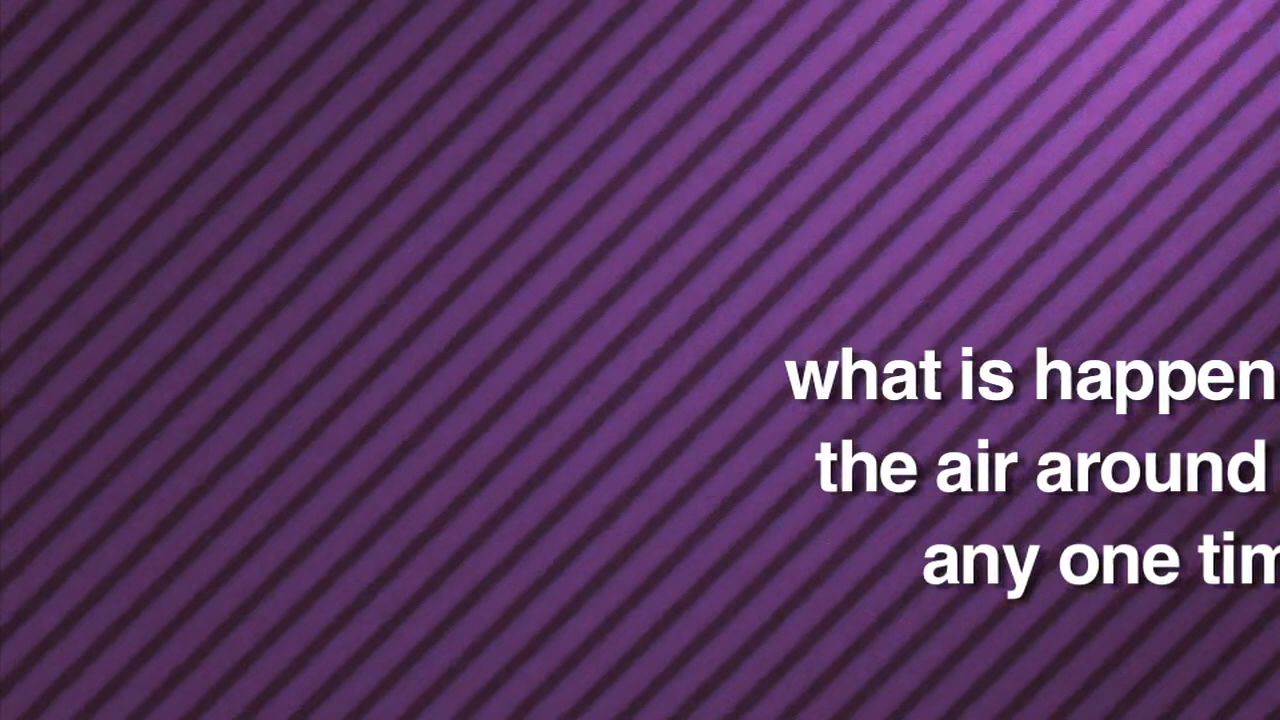 what is happen
the air around
any one tim